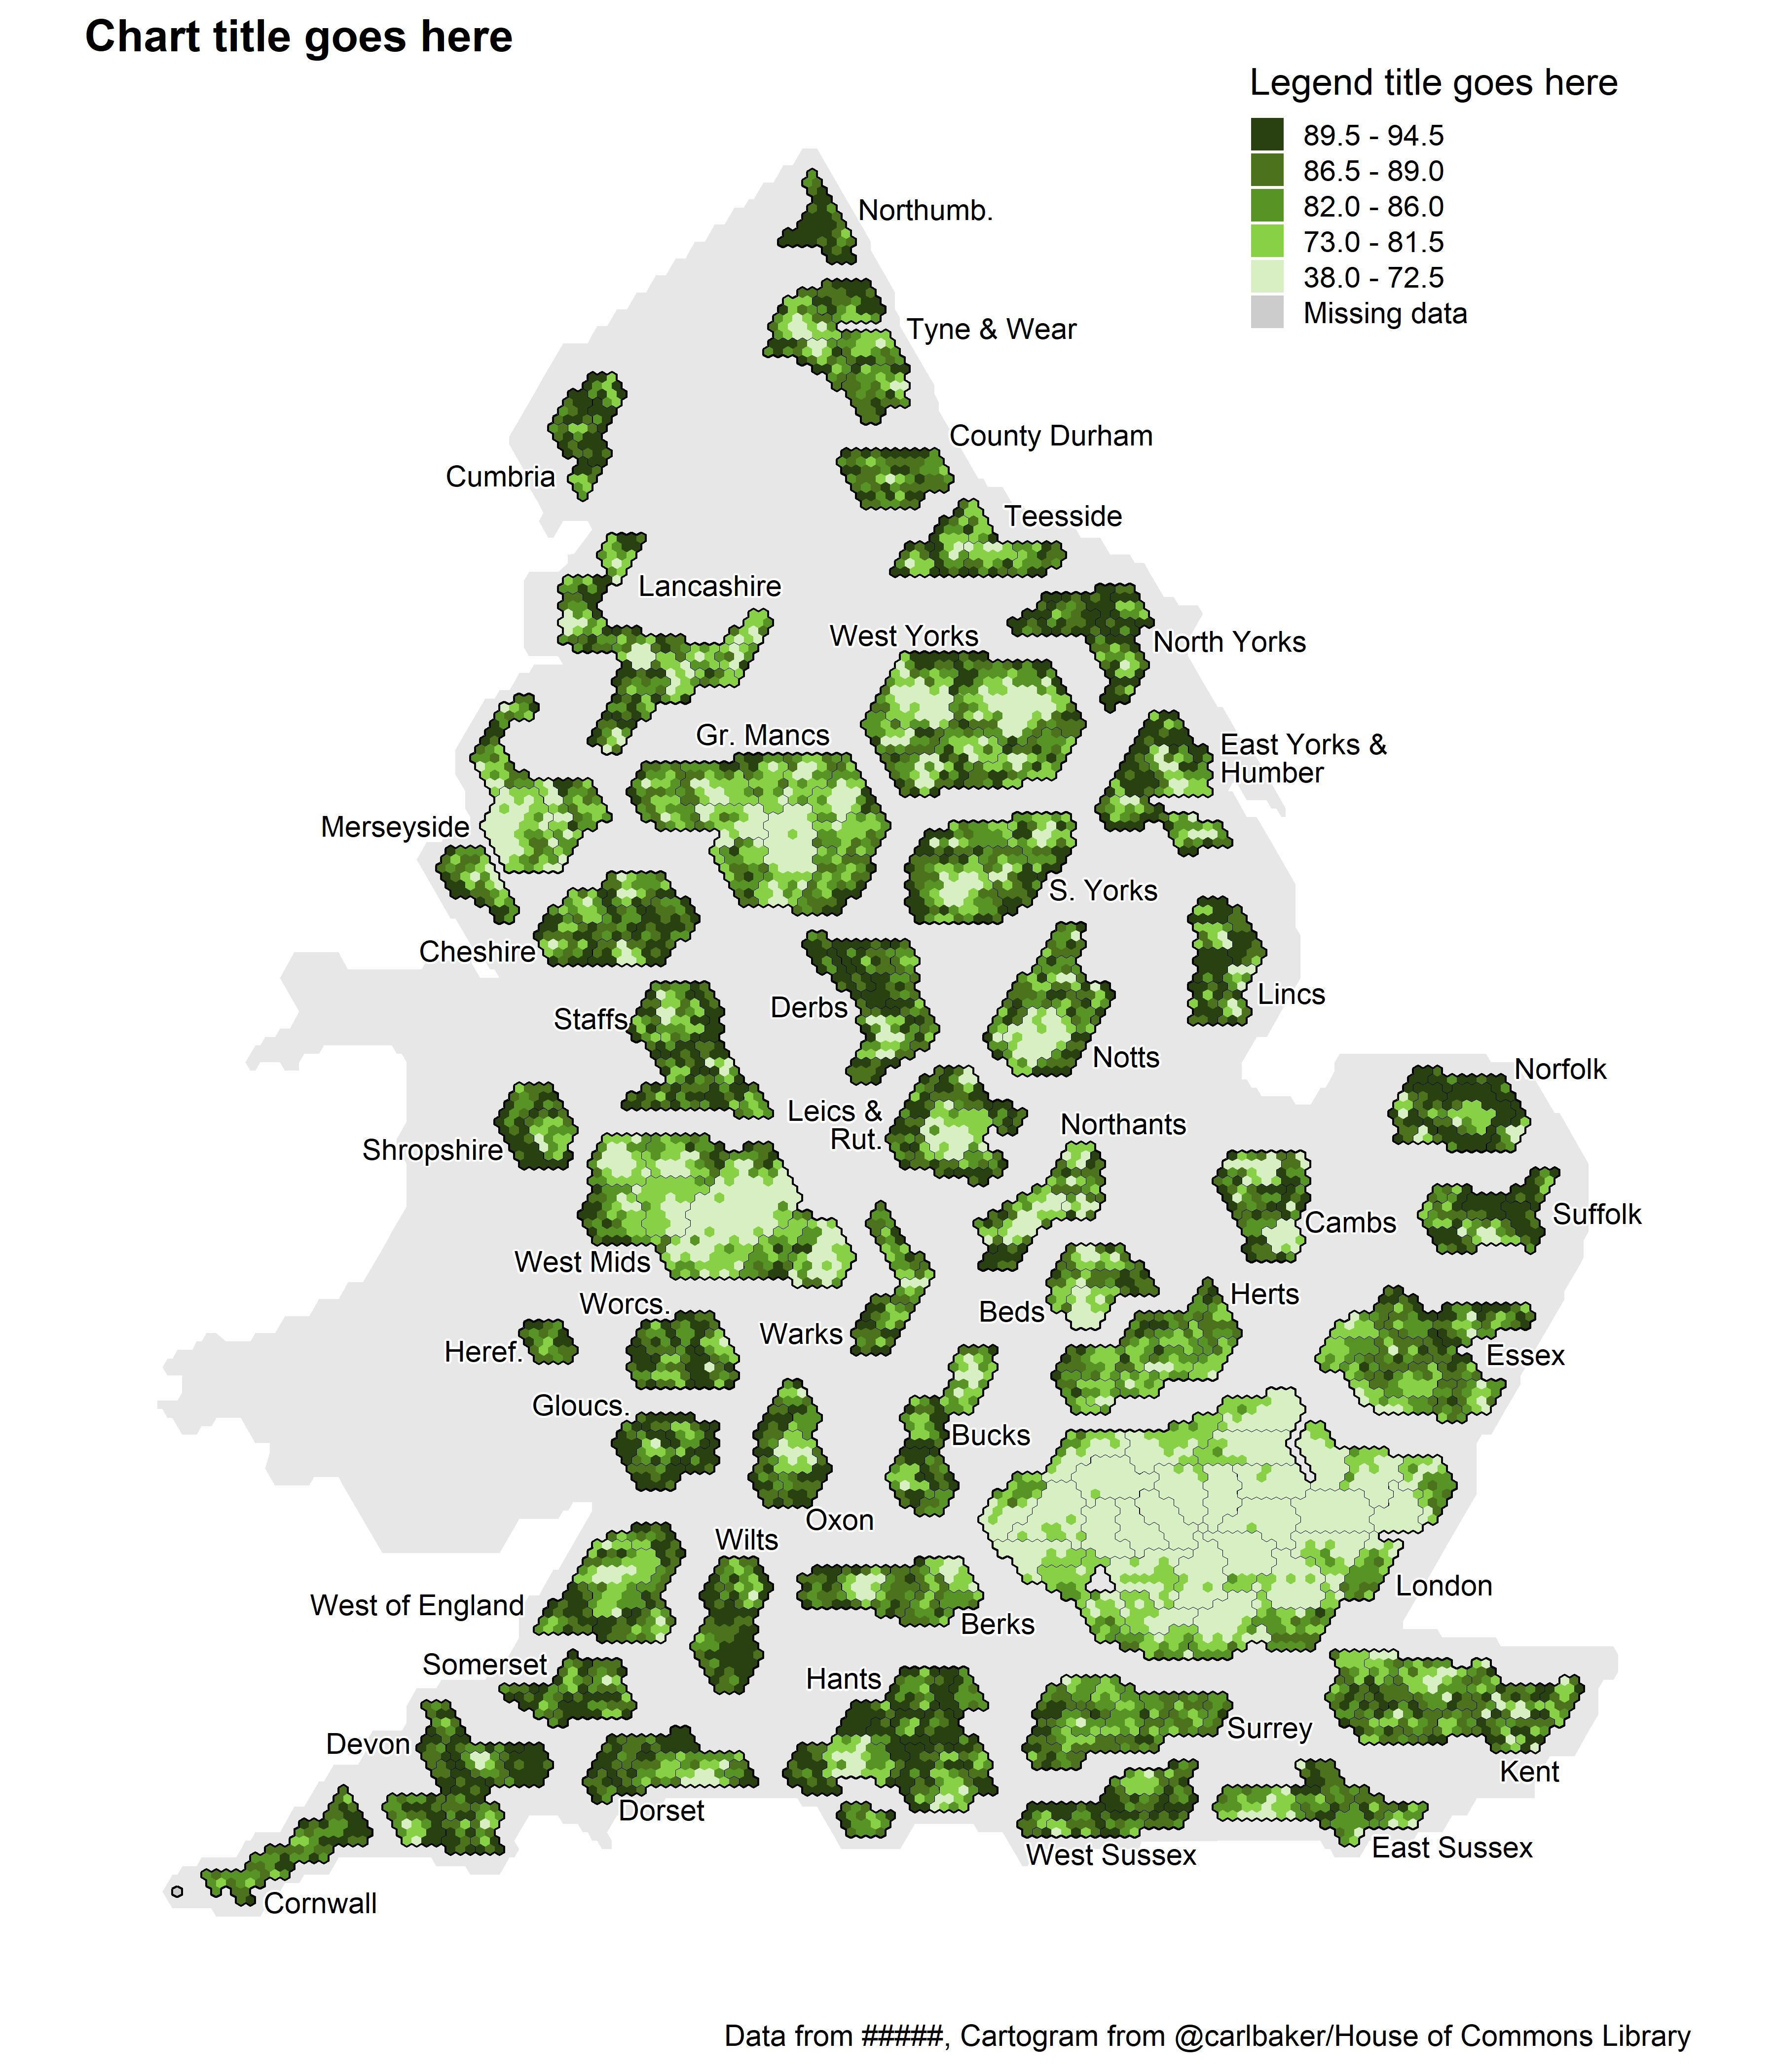 Chart title goes here
Legend title goes here
89.5 - 94.5
86.5 - 89.0
82.0 - 86.0
73.0 - 81.5
38.0 - 72.5
Missing data
Northumb.
Tyne & Wear
County Durham
Cumbria
Teesside
Lancashire
West Yorks
North Yorks
Gr. Mancs
East Yorks &
Humber
Merseyside
S. Yorks
Cheshire
Lincs
Derbs
Staffs
Notts
Norfolk
Leics &
Rut.
Northants
Shropshire
Suffolk
Cambs
West Mids
Herts
Worcs.
Beds
Warks
Heref.
Essex
Gloucs.
Bucks
Oxon
Wilts
London
West of England
Berks
Somerset
Hants
Surrey
Devon
Kent
Dorset
East Sussex
West Sussex
Cornwall
Data from #####, Cartogram from @carlbaker/House of Commons Library